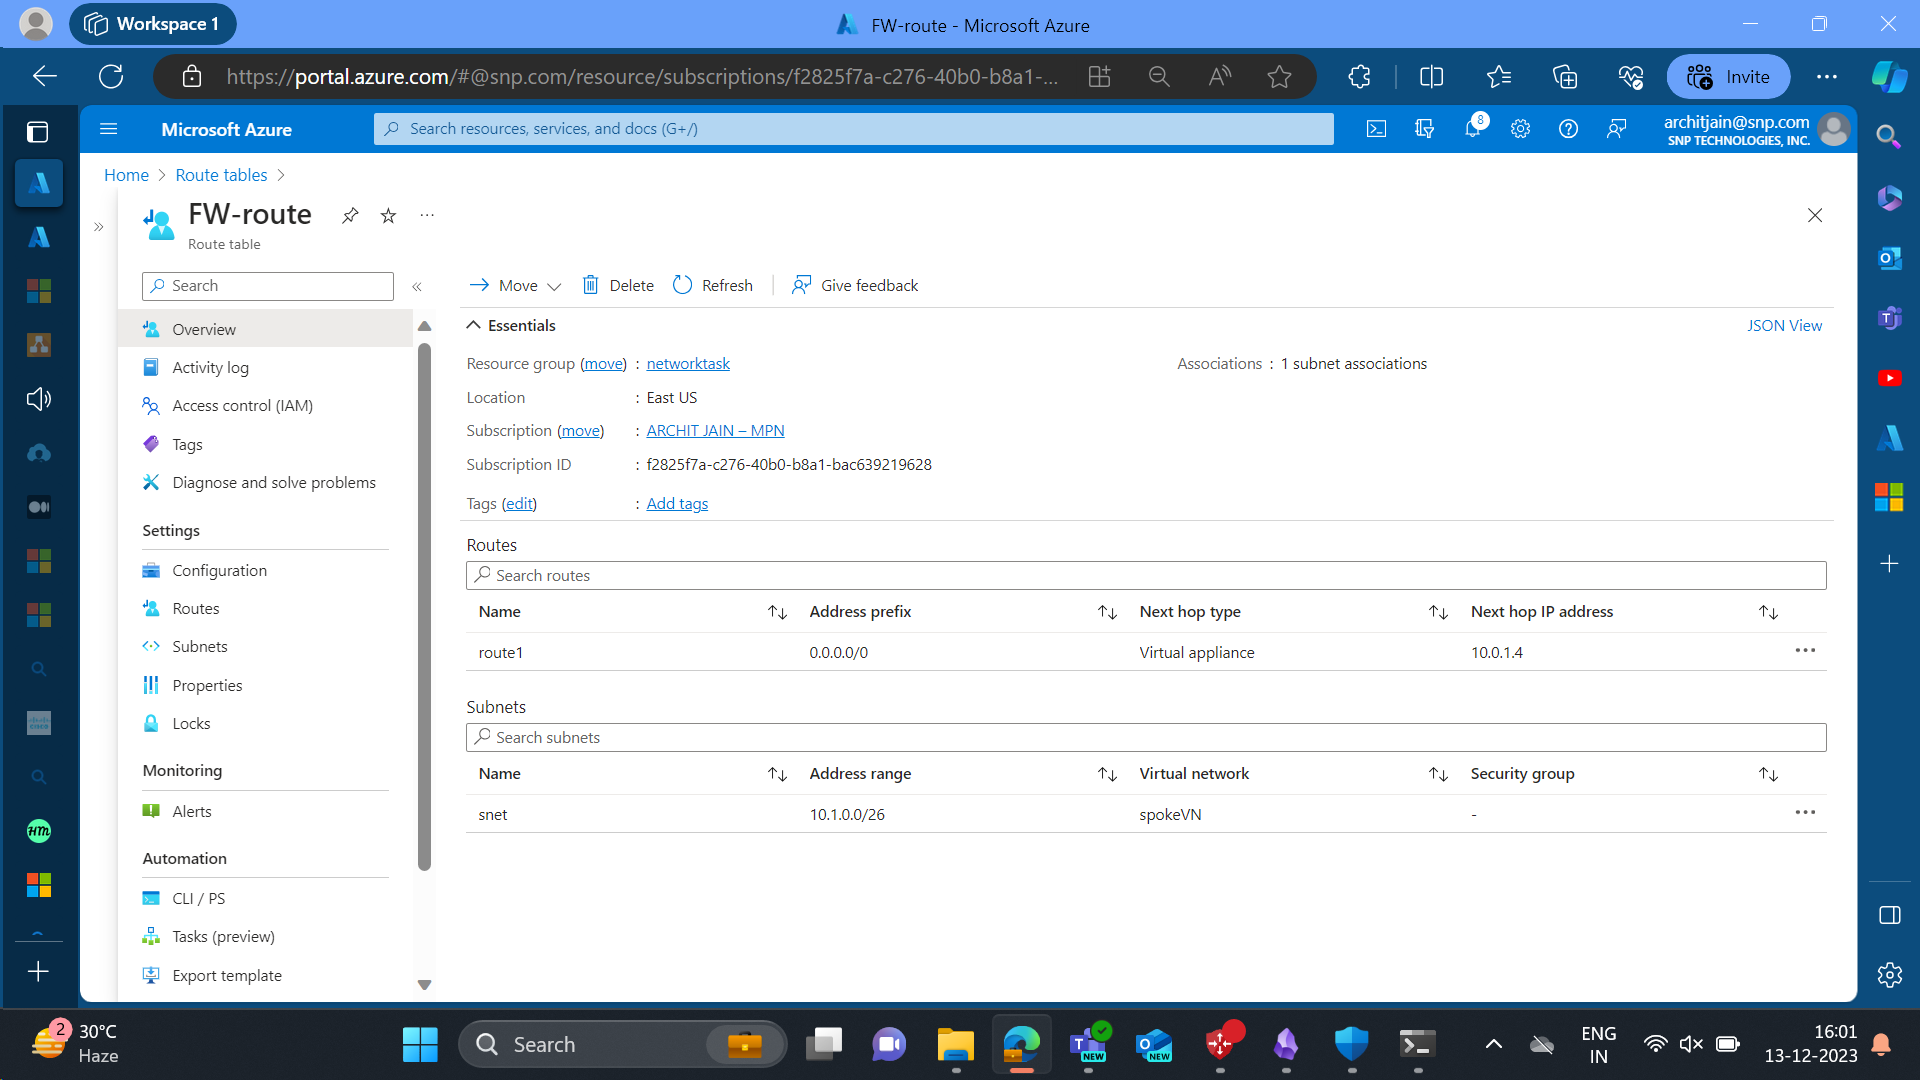 Workspace 1
FW-route - Microsoft Azure
https://portal.azure.com/#@snp.com/resource/subscriptions/f2825f7a-c276-40b0-b8a1-...
Invite
Microsoft Azure
Search resources, services, and docs (G+/)
8
architjain@snp.com
SNP TECHNOLOGIES, INC.
Home > Route tables >
FW-route
Route table
Search
Move
Delete
Refresh
Give feedback
Overview
Activity log
Access control (IAM)
Tags
Diagnose and solve problems
Settings
Configuration
Routes
Subnets
Properties
Locks
Monitoring
Alerts
Automation
CLI / PS
Tasks (preview)
Export template
Essentials
JSON View
Resource group (move) : networktask
Associations : 1 subnet associations
Location : East US
Subscription (move) : ARCHIT JAIN – MPN
Subscription ID : f2825f7a-c276-40b0-b8a1-bac639219628
Tags (edit) : Add tags
Routes
Search routes
Name Address prefix Next hop type Next hop IP address
route1 0.0.0.0/0 Virtual appliance 10.0.1.4
Subnets
Search subnets
Name Address range Virtual network Security group
snet 10.1.0.0/26 spokeVN -
HM
2
30°C
Haze
Search
NEW
NEW
ENG
IN
16:01
13-12-2023